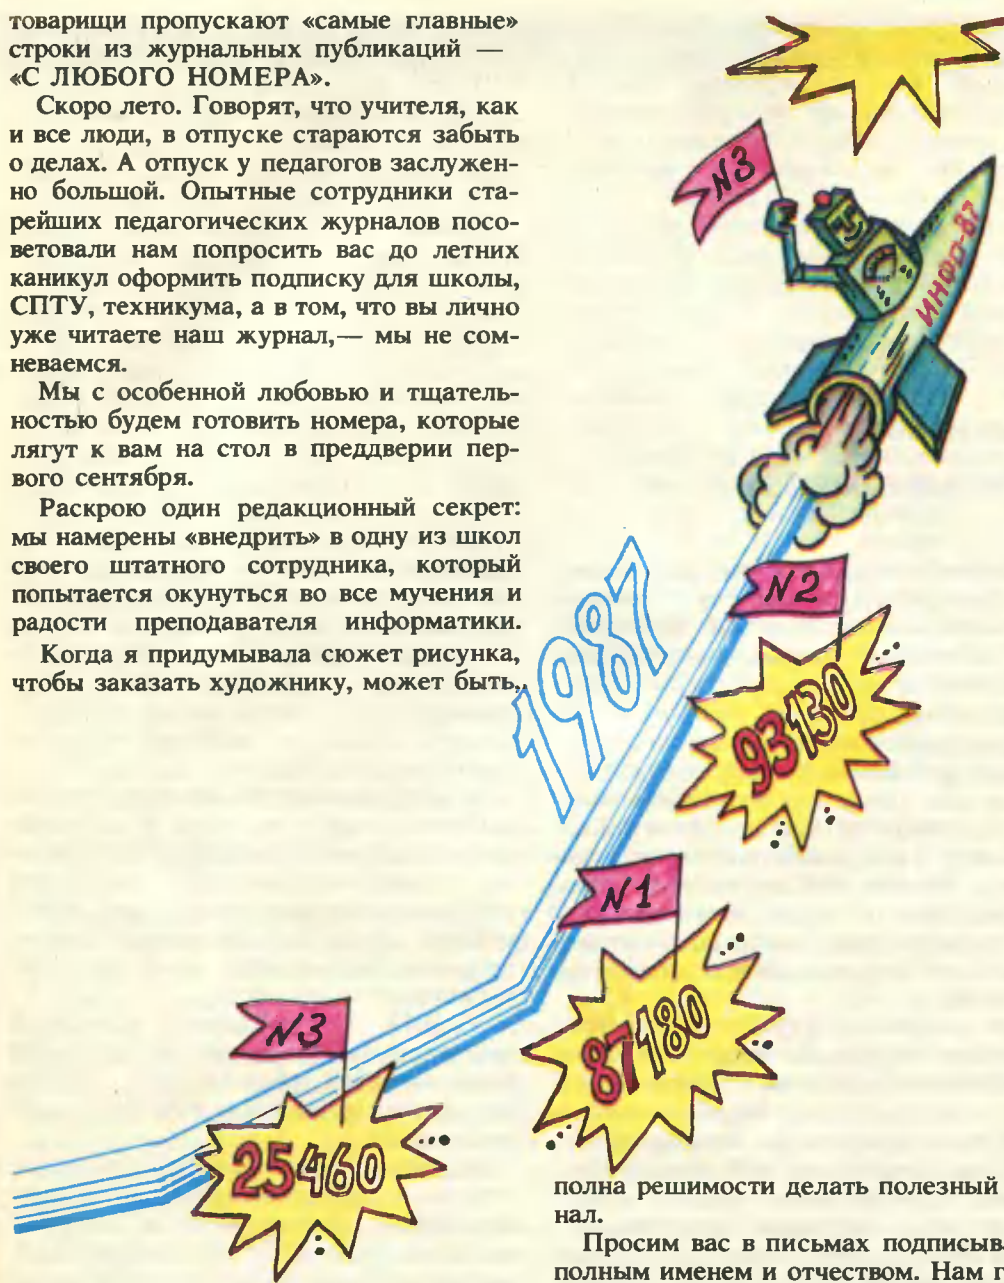 товарищи пропускают «самые главные»
строки из журнальных публикаций —
«С ЛЮБОГО НОМЕРА».
Скоро лето. Говорят, что учителя, как
и все люди, в отпуске стараются забыть
о делах. А отпуск у педагогов заслужен-
но большой. Опытные сотрудники ста-
рейших педагогических журналов посо-
ветовали нам попросить вас до летних
каникул оформить подписку для школы,
СПТУ, техникума, а в том, что вы лично
уже читаете наш журнал,— мы не сом-
неваемся.
Мы с особенной любовью и тщатель-
ностью будем готовить номера, которые
лягут к вам на стол в преддверии пер-
вого сентября.
Раскрою один редакционный секрет:
мы намерены «внедрить» в одну из школ
своего штатного сотрудника, который
попытается окунуться во все мучения и
радости преподавателя информатики.
Когда я придумывала сюжет рисунка,
чтобы заказать художнику, может быть,
N3
ИНФО-87
1987
N2
93130
N1
87180
N3
25460
полна решимости делать полезный
нал.
Просим вас в письмах
полным именем и отчеством. Нам